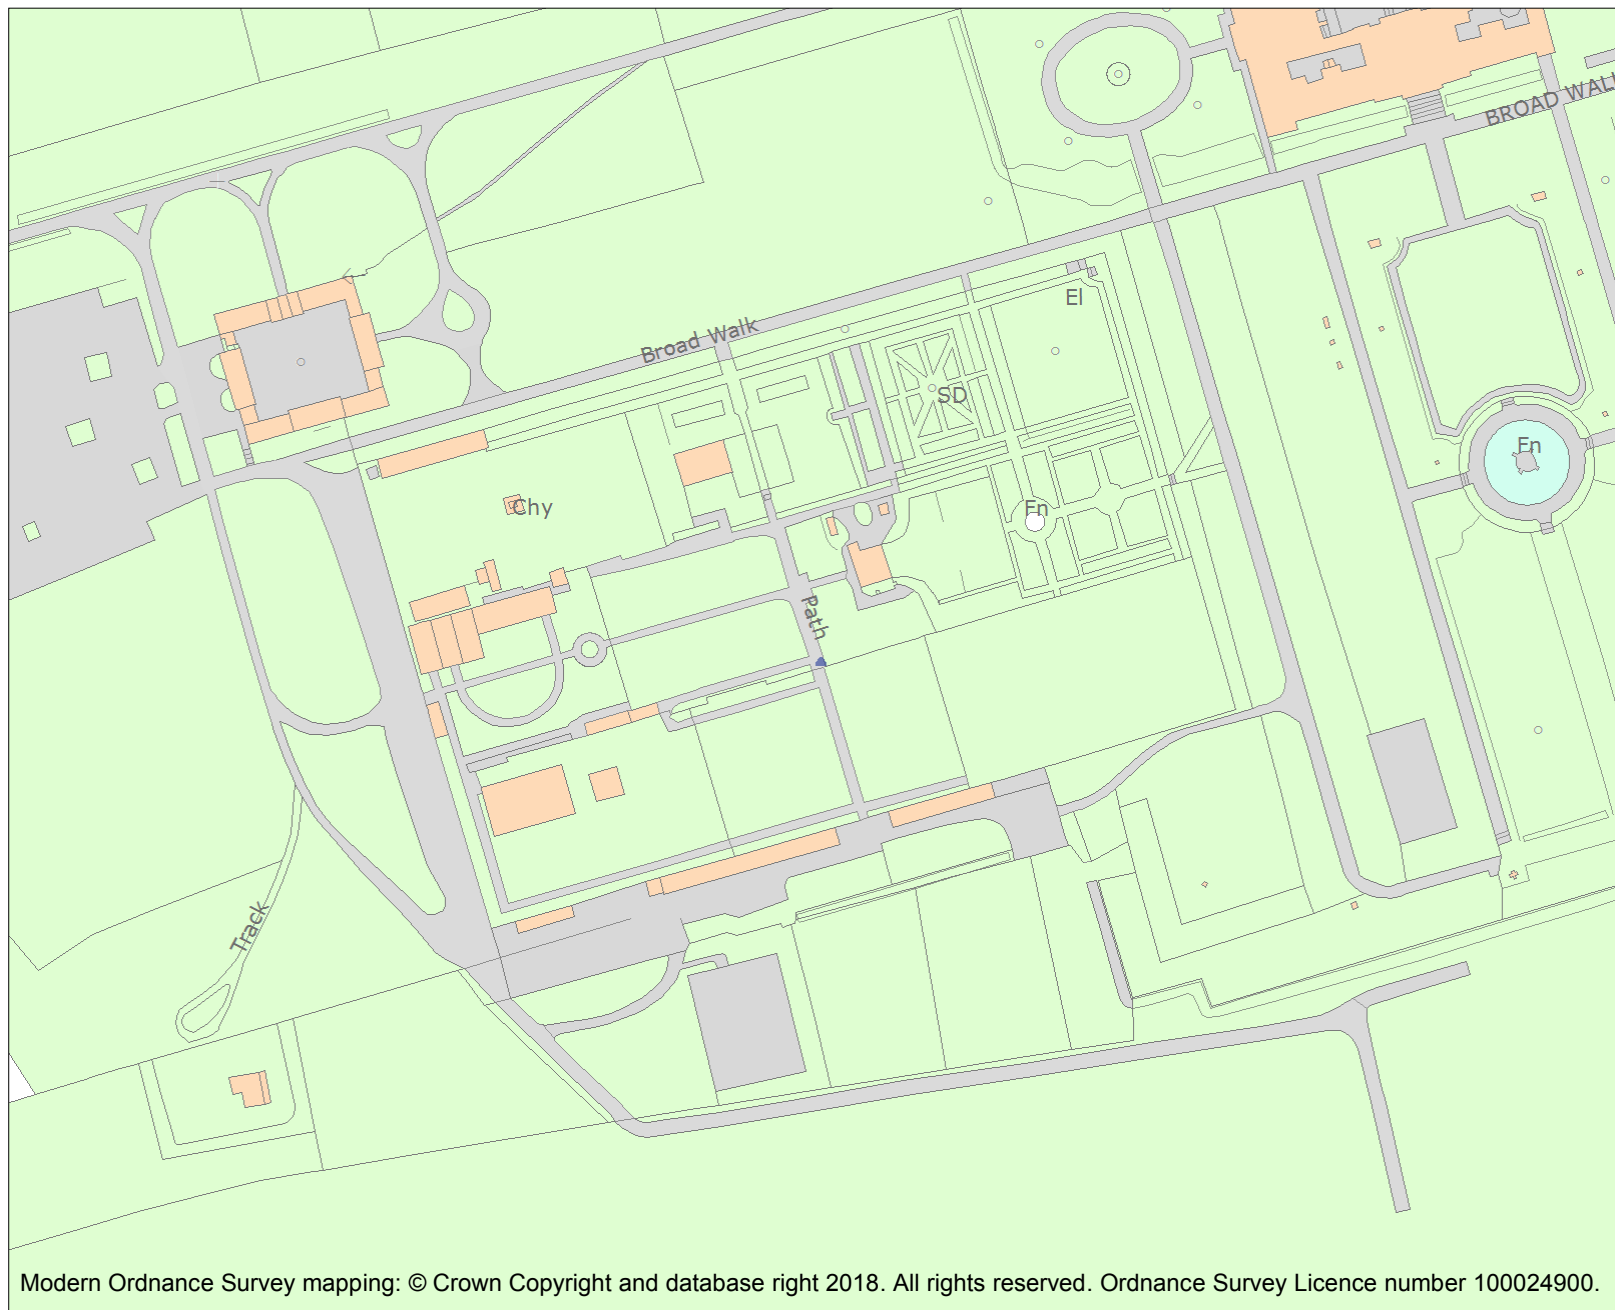 BROAD WALK
El
Broad Walk
SD
Fn
Chy
Fn
Path
Track
Modern Ordnance Survey mapping: © Crown Copyright and database right 2018. All rights reserved. Ordnance Survey Licence number 100024900.